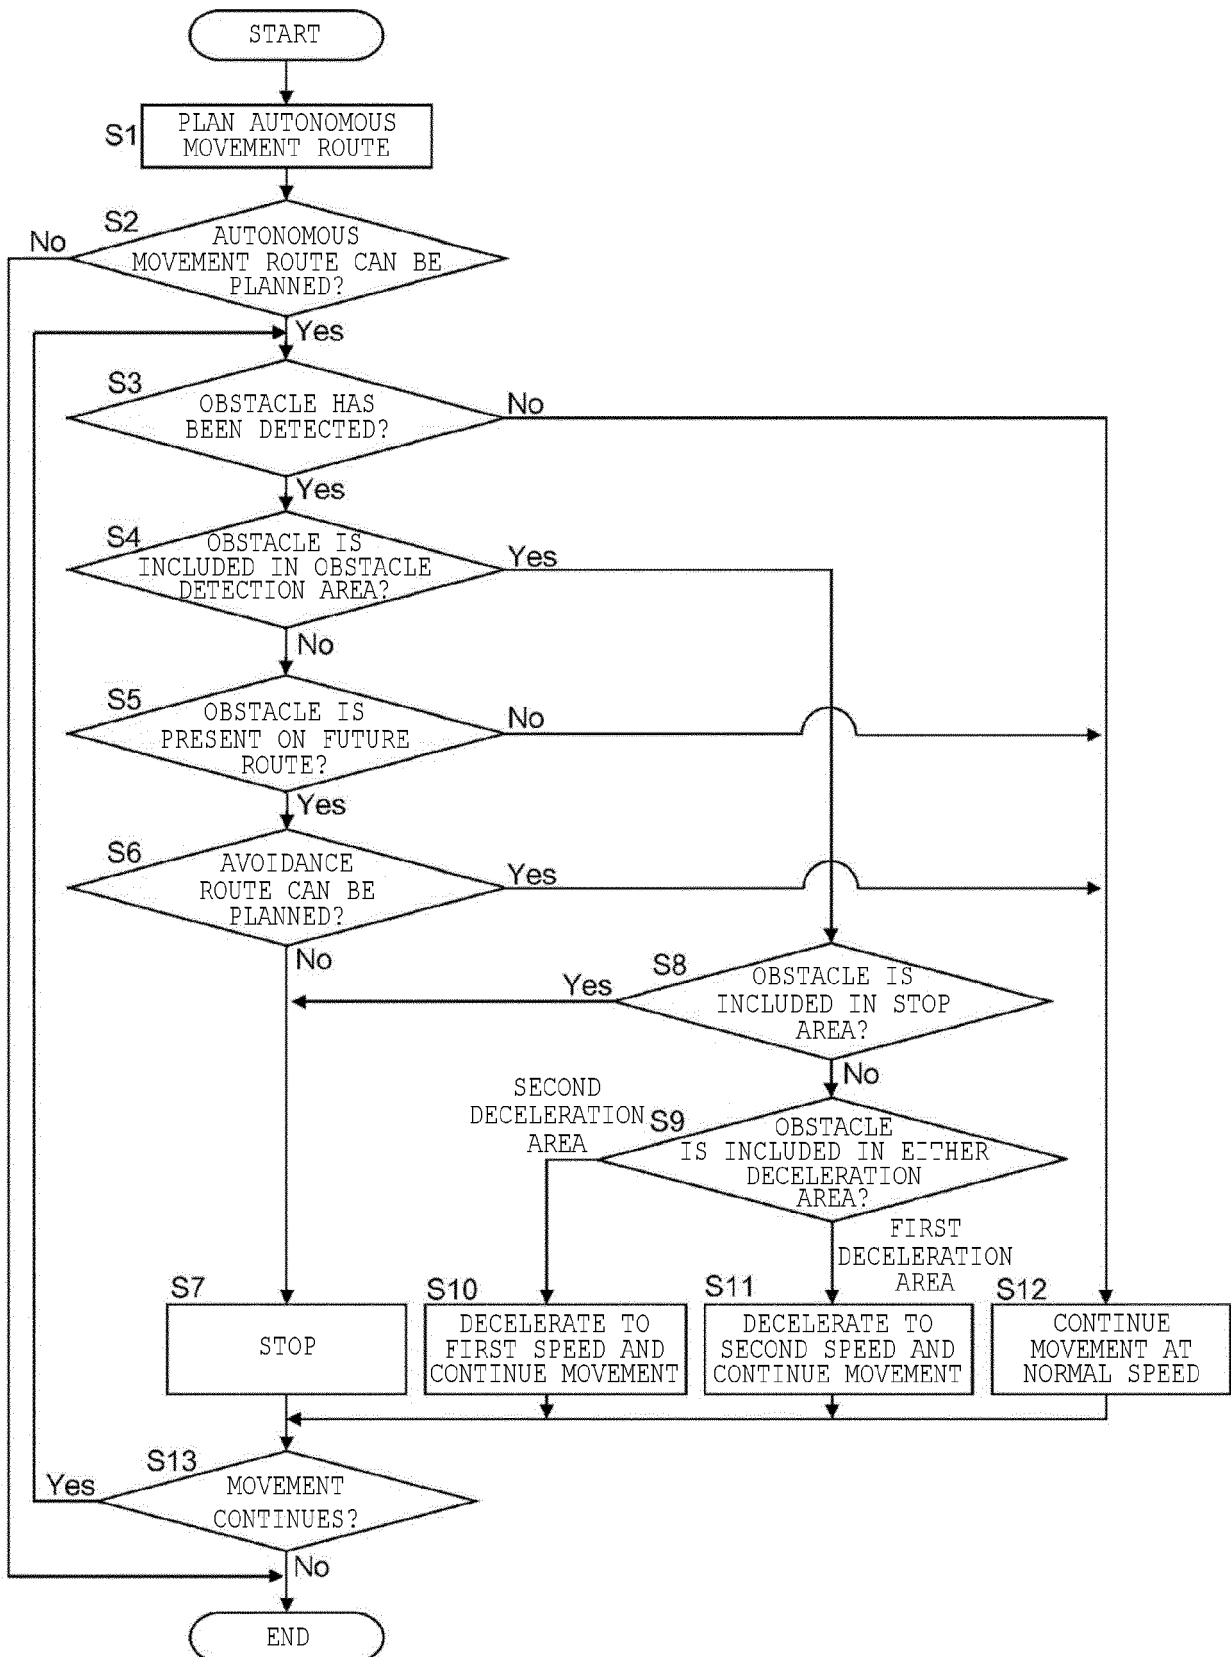 START
S1
PLAN AUTONOMOUS
MOVEMENT ROUTE
S2
No
AUTONOMOUS
MOVEMENT ROUTE CAN BE
PLANNED?
Yes
S3
OBSTACLE HAS
BEEN DETECTED?
No
Yes
S4
OBSTACLE IS
INCLUDED IN OBSTACLE
DETECTION AREA?
Yes
No
S5
OBSTACLE IS
PRESENT ON FUTURE
ROUTE?
No
Yes
S6
AVOIDANCE
ROUTE CAN BE
PLANNED?
Yes
No
S8
OBSTACLE IS
INCLUDED IN STOP
AREA?
Yes
No
SECOND
DECELERATION
AREA
S9
OBSTACLE
IS INCLUDED IN EITHER
DECELERATION
AREA?
FIRST
DECELERATION
AREA
S7
STOP
S10
DECELERATE TO
FIRST SPEED AND
CONTINUE MOVEMENT
S11
DECELERATE TO
SECOND SPEED AND
CONTINUE MOVEMENT
S12
CONTINUE
MOVEMENT AT
NORMAL SPEED
S13
Yes
MOVEMENT
CONTINUES?
No
END